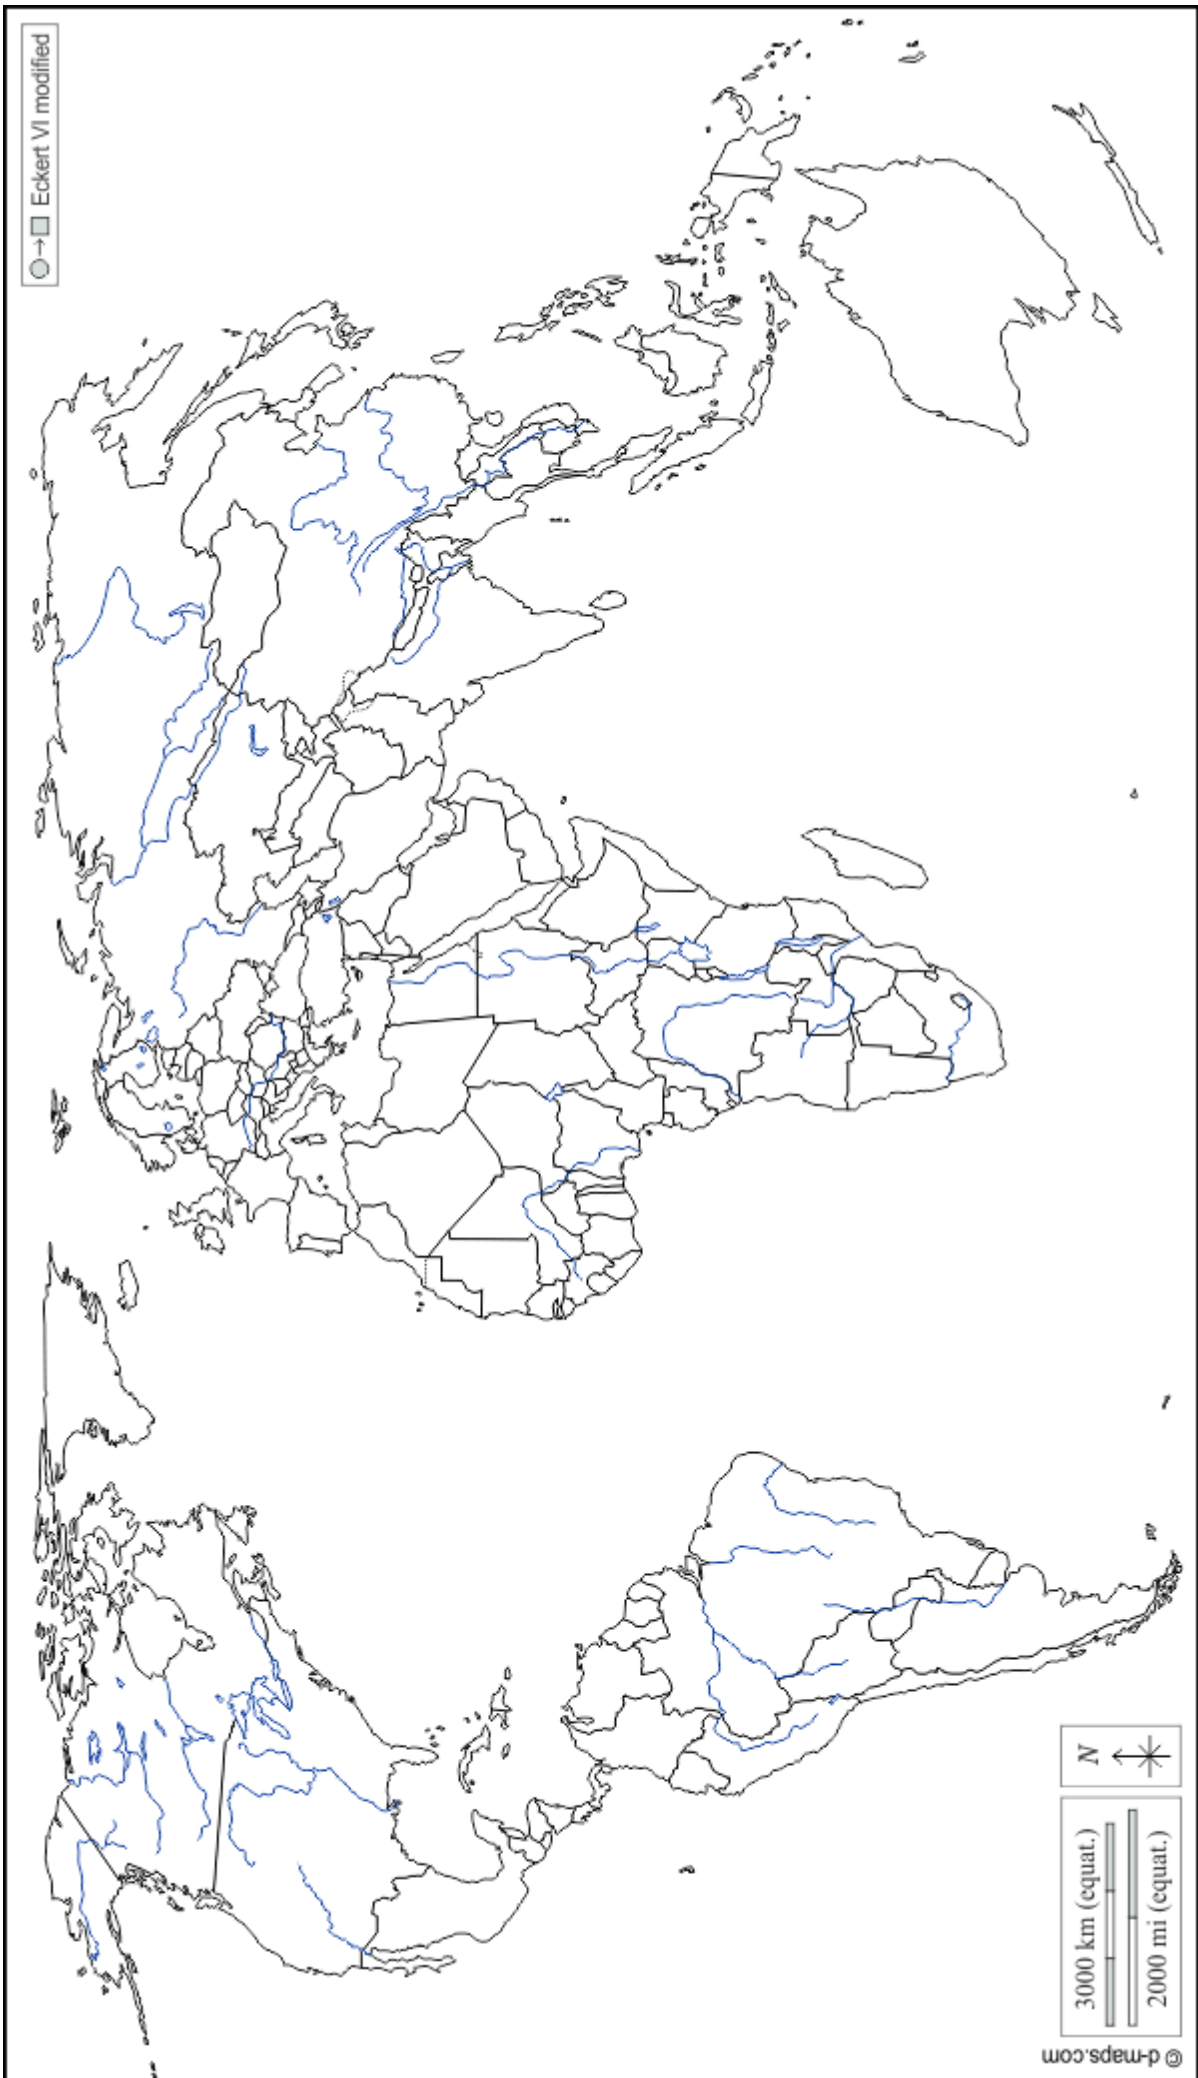 Eckert VI modified
N
3000 km (equat.)
2000 mi (equat.)
© d-maps.com